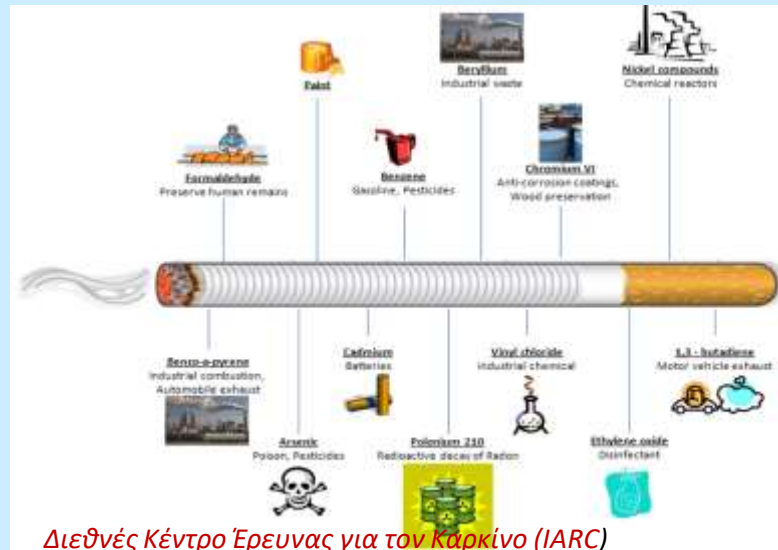 Beryllium
Industrial waste
Nickel compounds
Chemical reactors
Paint
Formaldehyde
Preserve human remains
Benzene
Gasoline, Pesticides
Chromium VI
Anti-corrosion coatings,
Wood preservation
Benzo-a-pyrene
Industrial combustion,
Automobile exhaust
Cadmium
Batteries
Vinyl chloride
Industrial chemical
1,3 - butadiene
Motor vehicle exhaust
Arsenic
Poison, Pesticides
Polonium 210
Radioactive decay of Radon
Ethylene oxide
Disinfectant
Διεθνές Κέντρο Έρευνας για τον Καρκίνο (IARC)